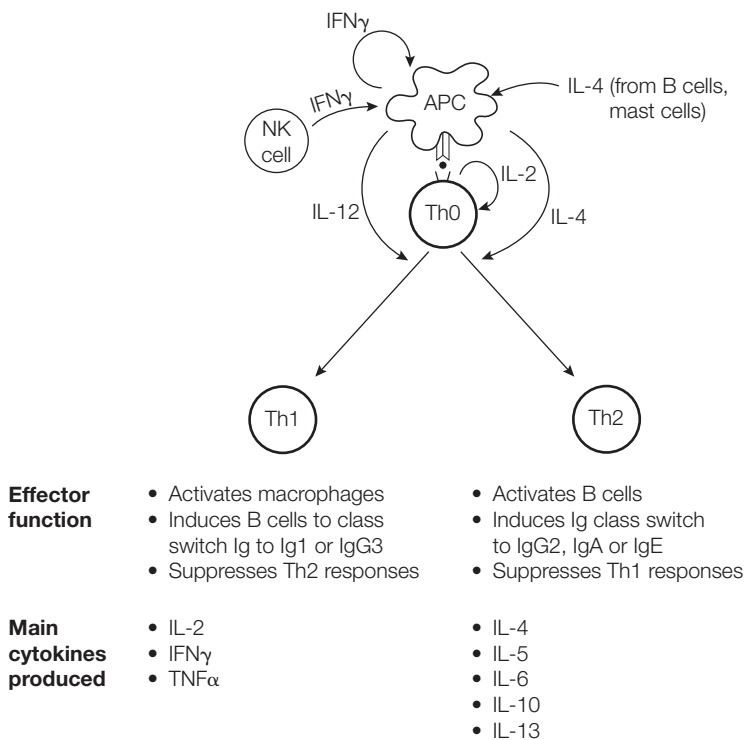 IFNγ
IFNγ
APC
IL-4 (from B cells,
mast cells)
NK
cell
IL-2
IL-12
Th0
IL-4
Th1
Th2
Effector
function
• Activates macrophages
• Induces B cells to class
switch Ig to Ig1 or IgG3
• Suppresses Th2 responses
• Activates B cells
• Induces Ig class switch
to IgG2, IgA or IgE
• Suppresses Th1 responses
Main
cytokines
produced
• IL-2
• IFNγ
• TNFα
• IL-4
• IL-5
• IL-6
• IL-10
• IL-13